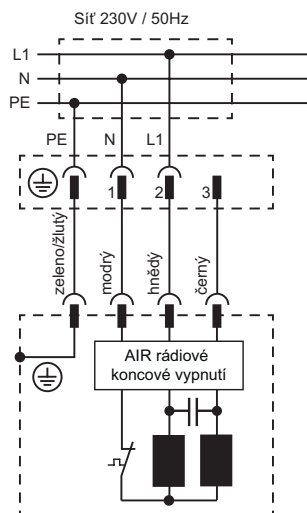 Síť 230V / 50Hz
L1
N
PE
PE N L1
1 2 3
zeleno/žlutý
modrý
hnědý
černý
AIR rádiové
koncové vypnutí